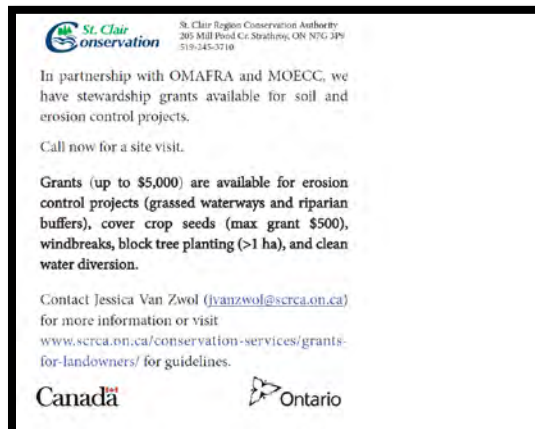 St. Clair
Conservation
St. Clair Region Conservation Authority
205 Mill Pond Cr. Strathroy, ON N7G 3P9
519-245-3710
In partnership with OMAFRA and MOECC, we
have stewardship grants available for soil and
erosion control projects.
Call now for a site visit.
Grants (up to $5,000) are available for erosion
control projects (grassed waterways and riparian
buffers), cover crop seeds (max grant $500),
windbreaks, block tree planting (>1 ha), and clean
water diversion.
Contact Jessica Van Zwol (jvanzwol@scrca.on.ca)
for more information or visit
www.scrca.on.ca/conservation-services/grants-
for-landowners/ for guidelines.
Canada
Ontario